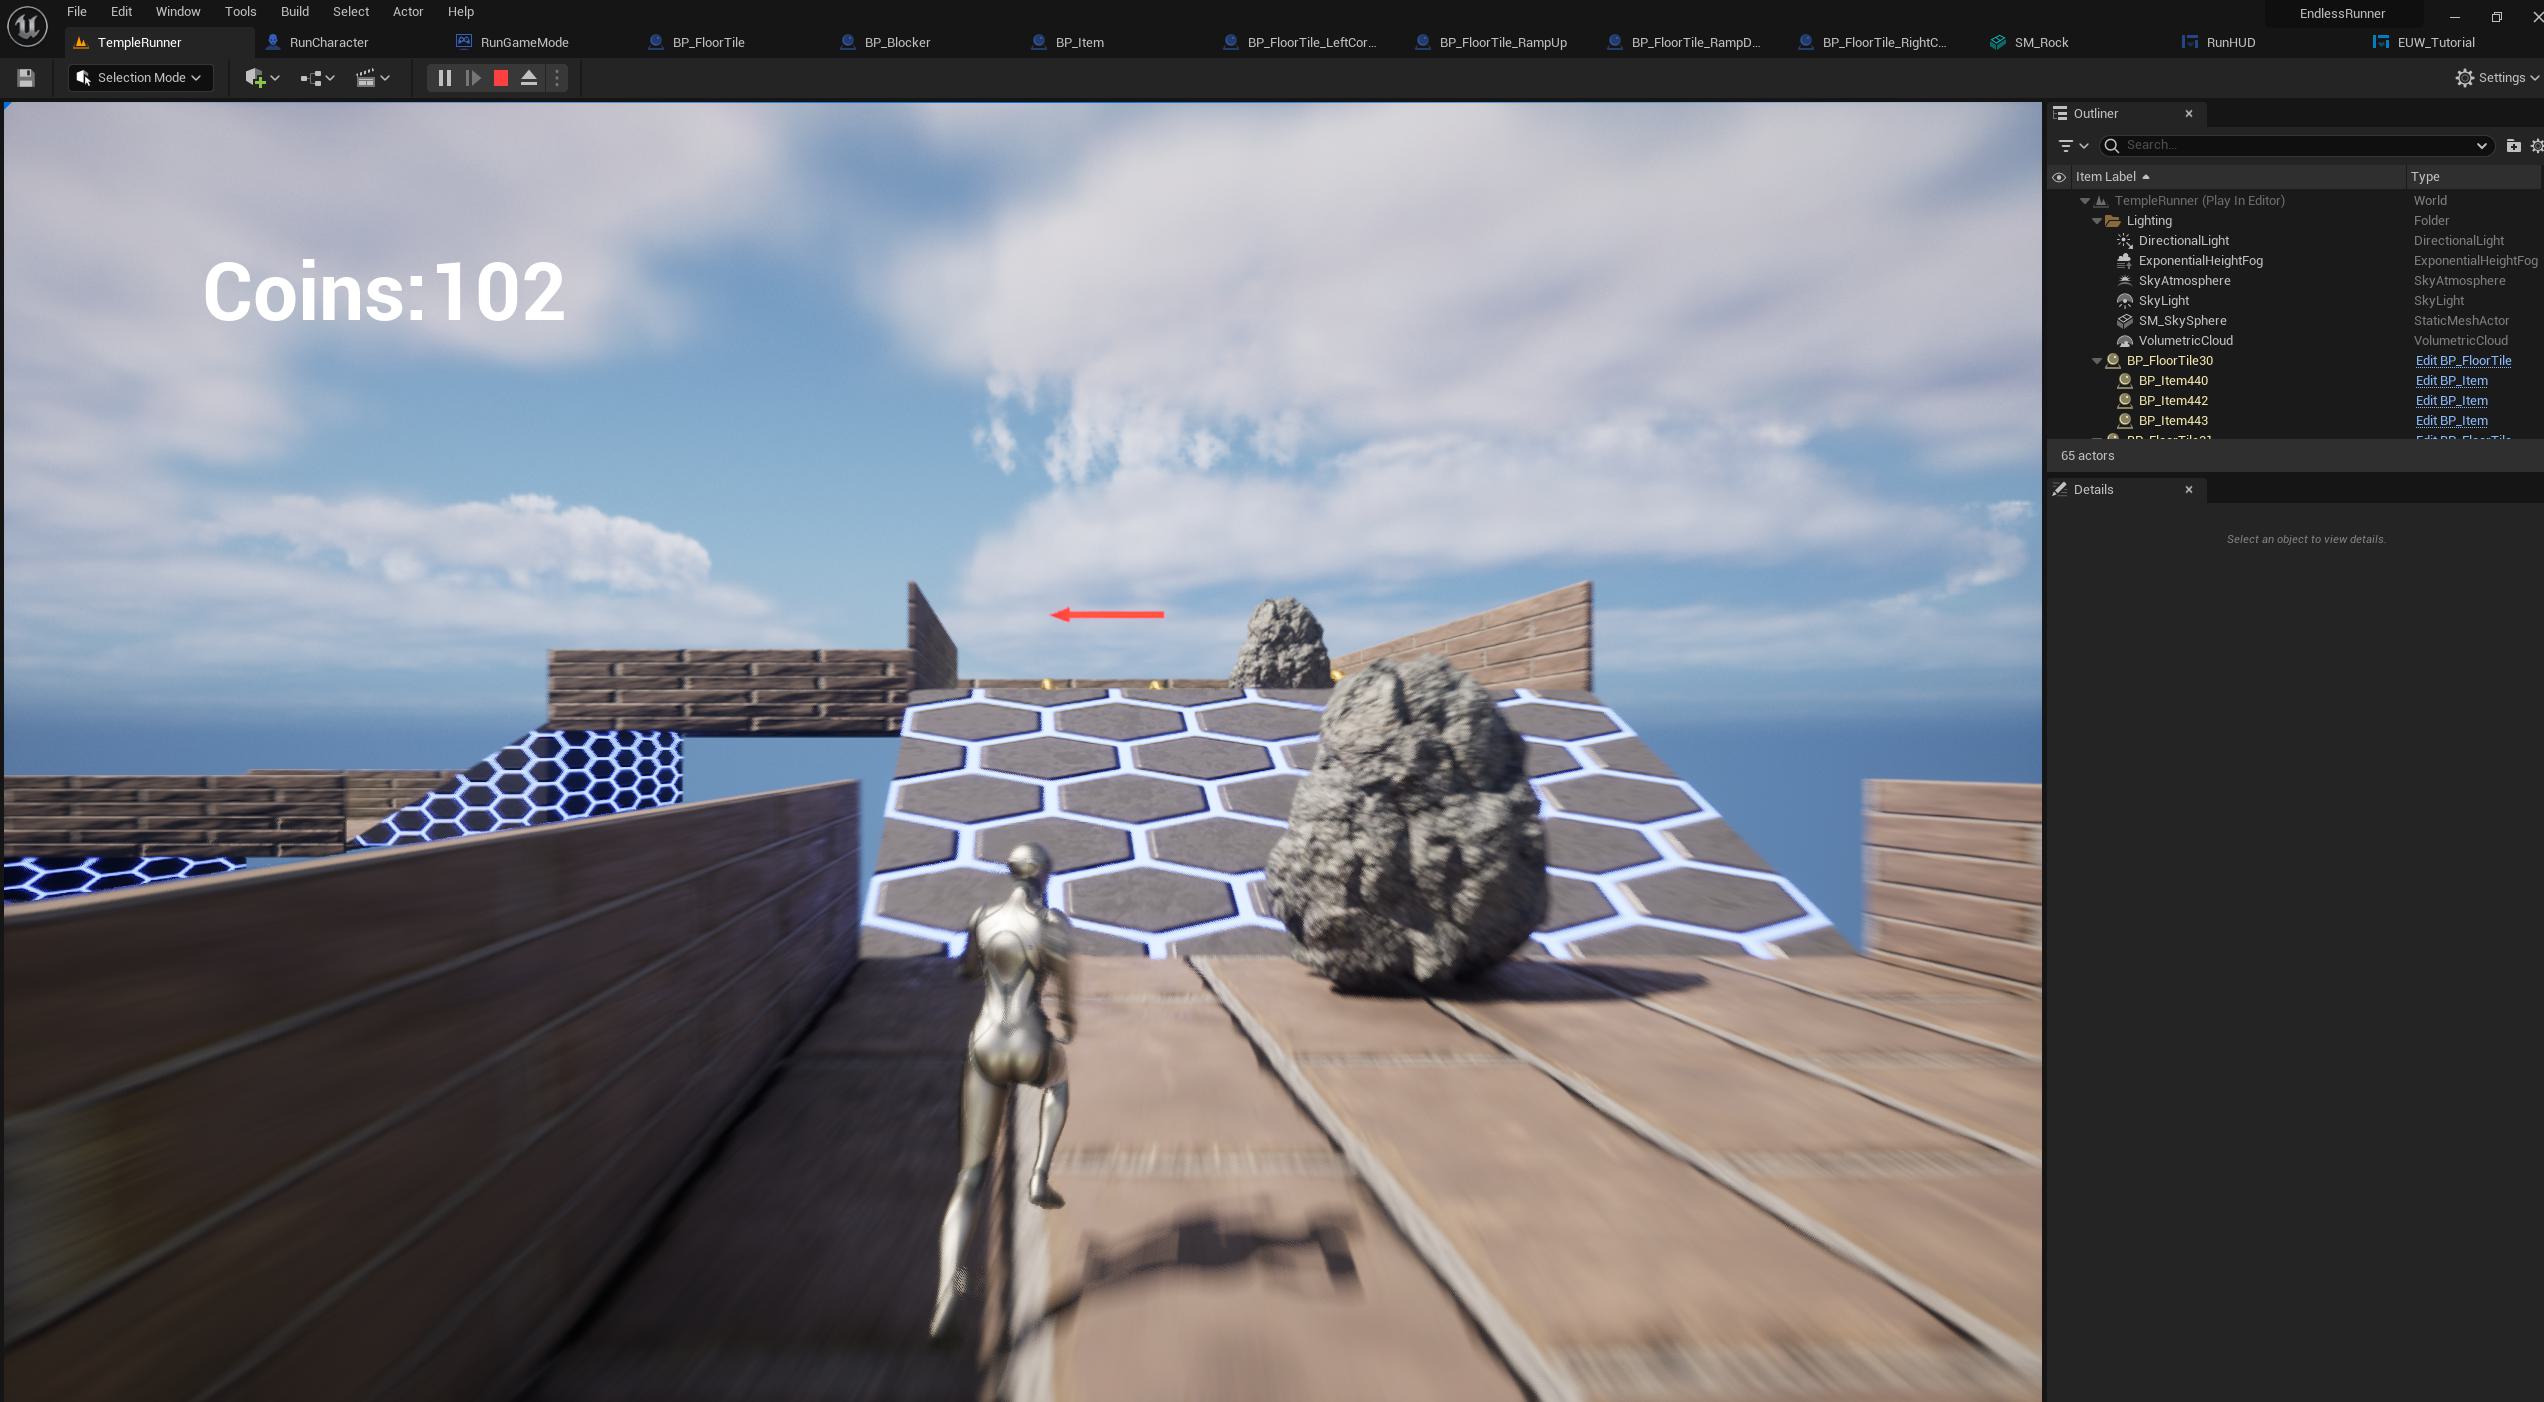 File Edit Window Tools Build Select Actor Help
EndlessRunner
TempleRunner RunCharacter RunGameMode BP_FloorTile BP_Blocker BP_Item BP_FloorTile_LeftCor... BP_FloorTile_RampUp BP_FloorTile_RampD... BP_FloorTile_RightC... SM_Rock RunHUD EUW_Tutorial
Selection Mode
Settings
Coins:102
Outliner
Search...
Item Label Type
TempleRunner (Play In Editor) World
Lighting Folder
DirectionalLight DirectionalLight
ExponentialHeightFog ExponentialHeightFog
SkyAtmosphere SkyAtmosphere
SkyLight SkyLight
SM_SkySphere StaticMeshActor
VolumetricCloud VolumetricCloud
BP_FloorTile30 Edit BP_FloorTile
BP_Item440 Edit BP_Item
BP_Item442 Edit BP_Item
BP_Item443 Edit BP_Item
65 actors
Details
Select an object to view details.